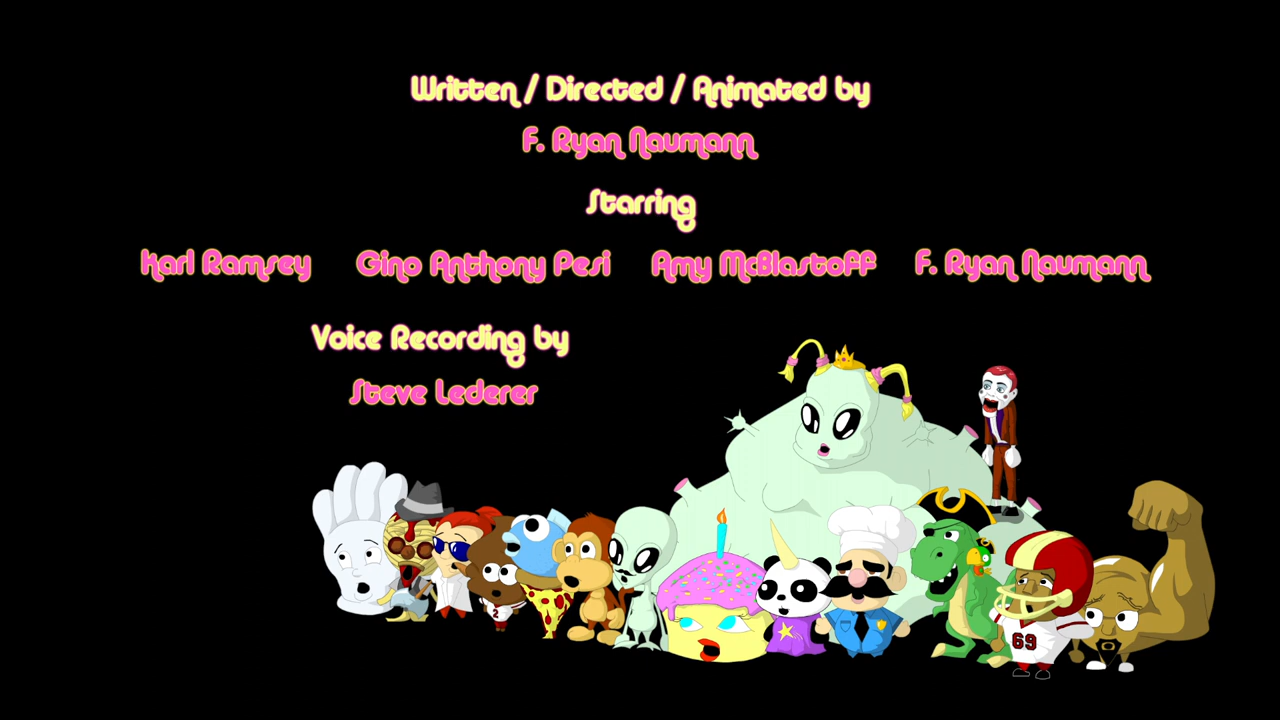 Written / Directed / Animated by
F. Ryan Naumann
Starring
Karl Ramsey Gino Anthony Pesi Amy McBlastoff F. Ryan Naumann
Voice Recording by
Steve Lederer
2
69